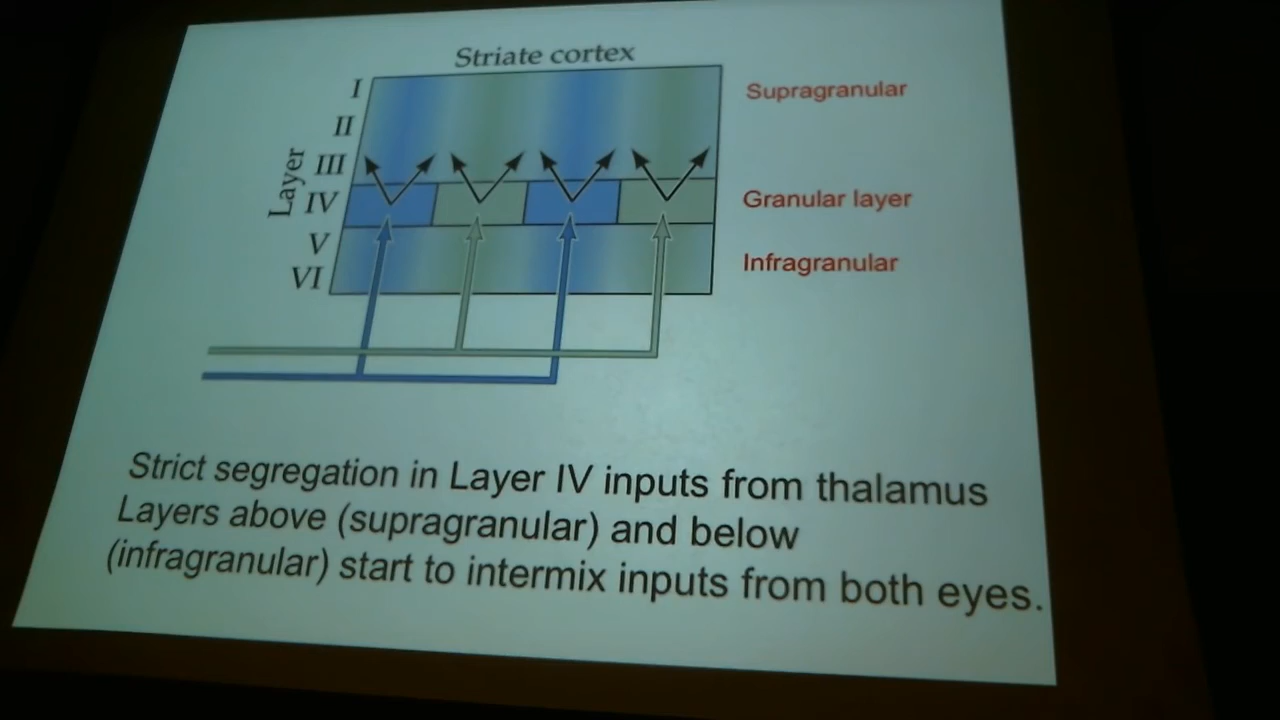 Striate cortex
I
Supragranular
II
III
Layer
IV
Granular layer
V
Infragranular
VI
Strict segregation in Layer IV inputs from thalamus
Layers above (supragranular) and below
(infragranular) start to intermix inputs from both eyes.